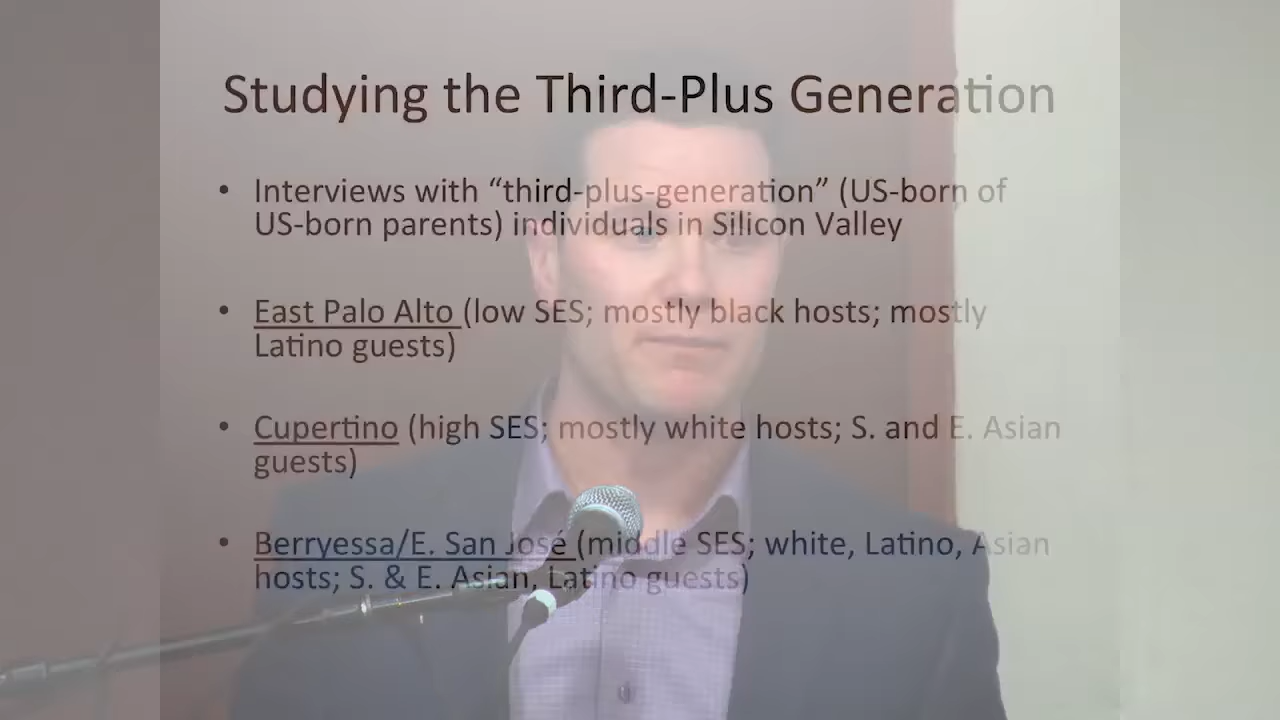 Studying the Third-Plus Generation
• Interviews with “third-plus-generation” (US-born of
US-born parents) individuals in Silicon Valley
• East Palo Alto (low SES; mostly black hosts; mostly
Latino guests)
• Cupertino (high SES; mostly white hosts; S. and E. Asian
guests)
• Berryessa/E. San José (middle SES; white, Latino, Asian
hosts; S. & E. Asian, Latino guests)